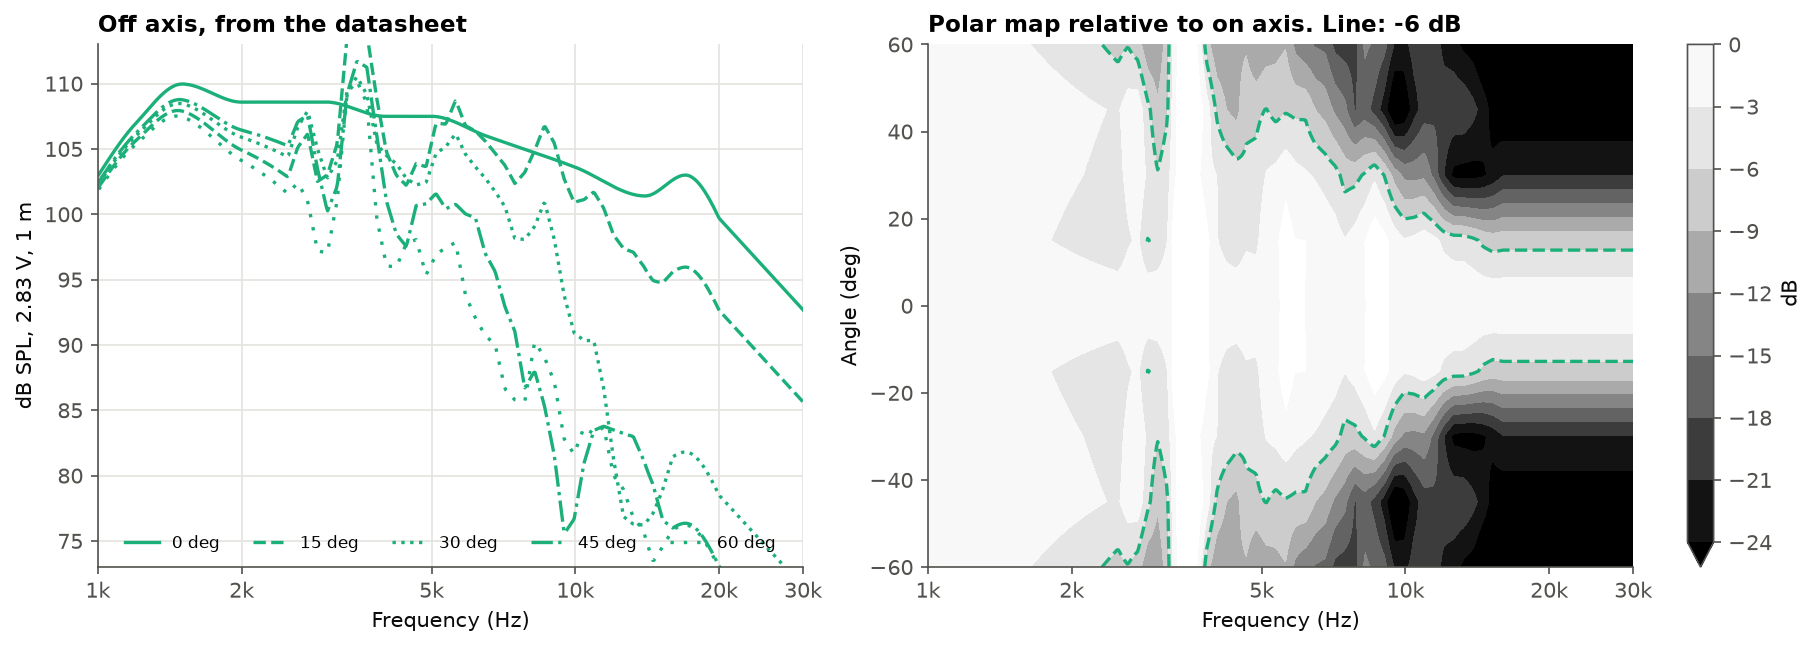 Off axis, from the datasheet
dB SPL, 2.83 V, 1 m
110
105
100
95
90
85
80
75
0 deg
15 deg
30 deg
45 deg
60 deg
1k
2k
5k
10k
20k
30k
Frequency (Hz)
Polar map relative to on axis. Line: -6 dB
Angle (deg)
60
40
20
0
−20
−40
−60
1k
2k
5k
10k
20k
30k
Frequency (Hz)
0
−3
−6
−9
−12
−15
−18
−21
−24
dB